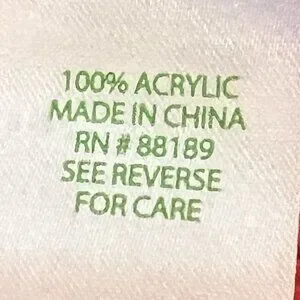 100% ACRYLIC
MADE IN CHINA
RN # 88189
SEE REVERSE
FOR CARE